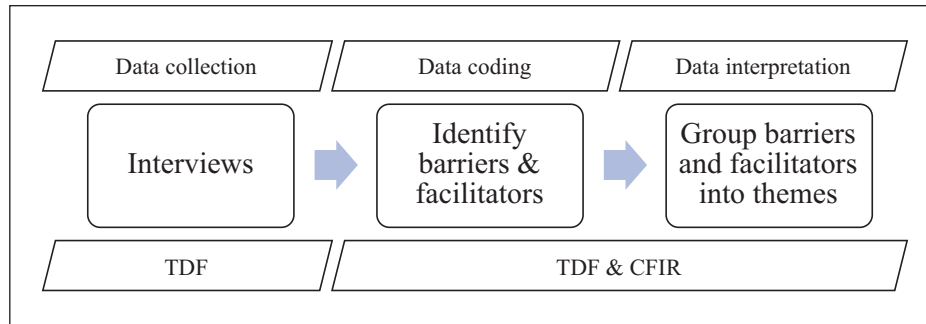 Data collection
Data coding
Data interpretation
Interviews
Identify
barriers &
facilitators
Group barriers
and facilitators
into themes
TDF
TDF & CFIR